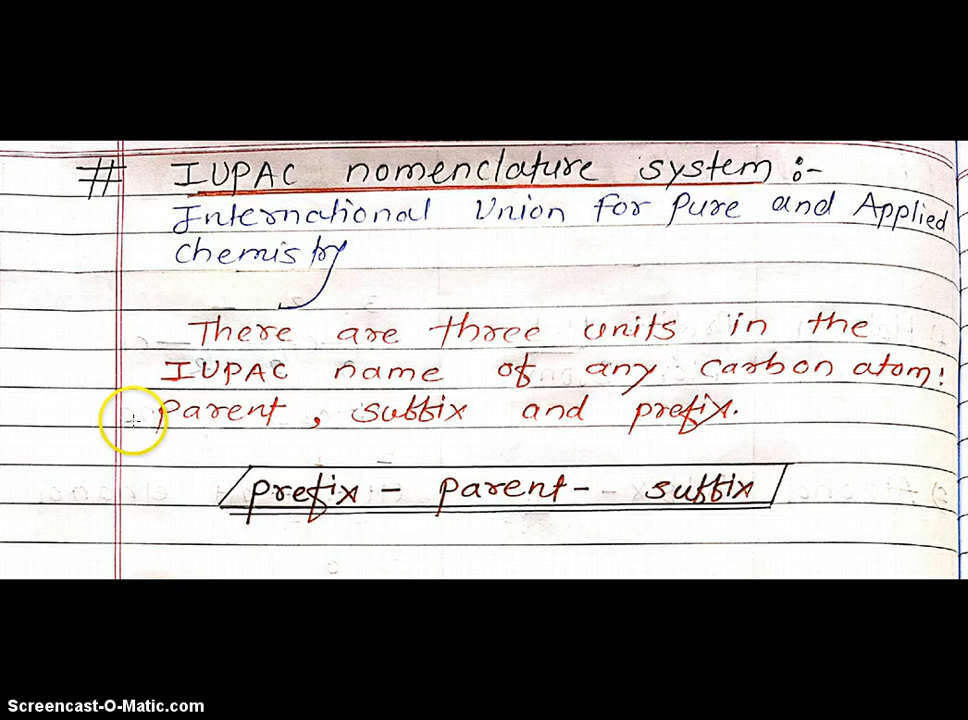 # IUPAC nomenclature system :-
International Union for Pure and Applied
chemistry
There are three units in the
IUPAC name of any carbon atom:
Parent, suffix and prefix.
prefix - parent - suffix
Screencast-O-Matic.com